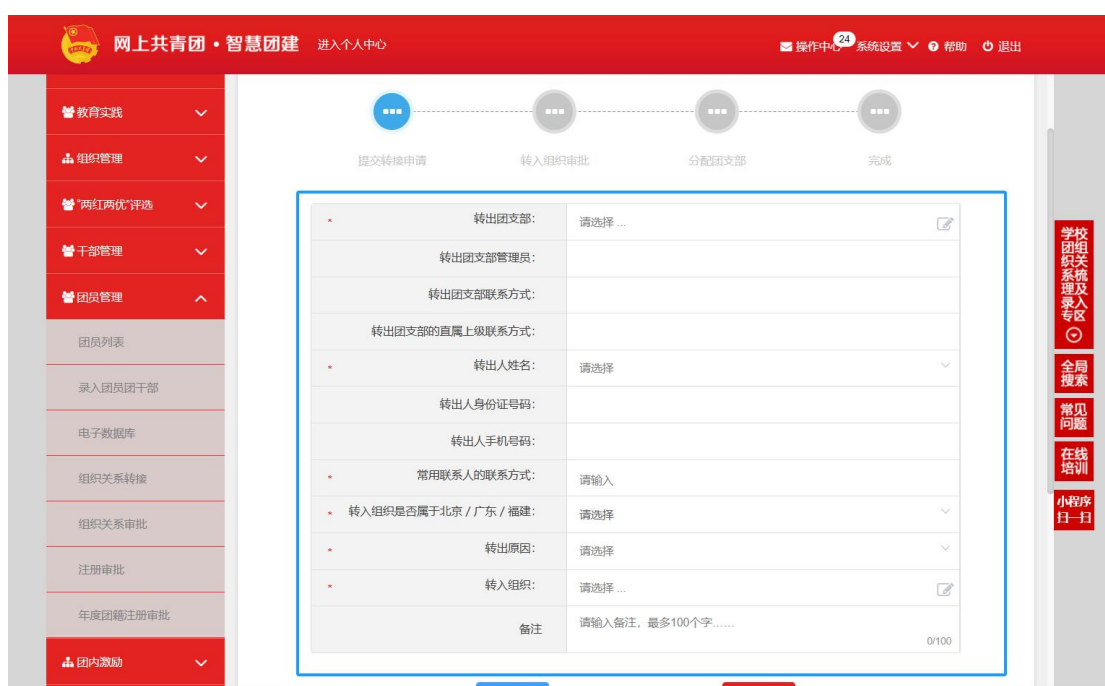 网上共青团·智慧团建 进入个人中心 操作中心 24 系统设置 帮助 退出
教育实践
组织管理
“两红两优”评选
干部管理
团员管理
团员列表
录入团员团干部
电子数据库
组织关系转接
组织关系审批
注册审批
年度团籍注册审批
团内激励
提交转接申请 转入组织审批 分配团支部 完成
* 转出团支部： 请选择 ...
转出团支部管理员：
转出团支部联系方式：
转出团支部的直属上级联系方式：
* 转出人姓名： 请选择
转出人身份证号码：
转出人手机号码：
* 常用联系人的联系方式： 请输入
* 转入组织是否属于北京 / 广东 / 福建： 请选择
* 转出原因： 请选择
* 转入组织： 请选择 ...
备注 请输入备注，最多100个字……
0/100
学校
团组
织关
系统
理及
录入
专区
全局
搜索
常见
问题
在线
培训
小程序
扫一扫